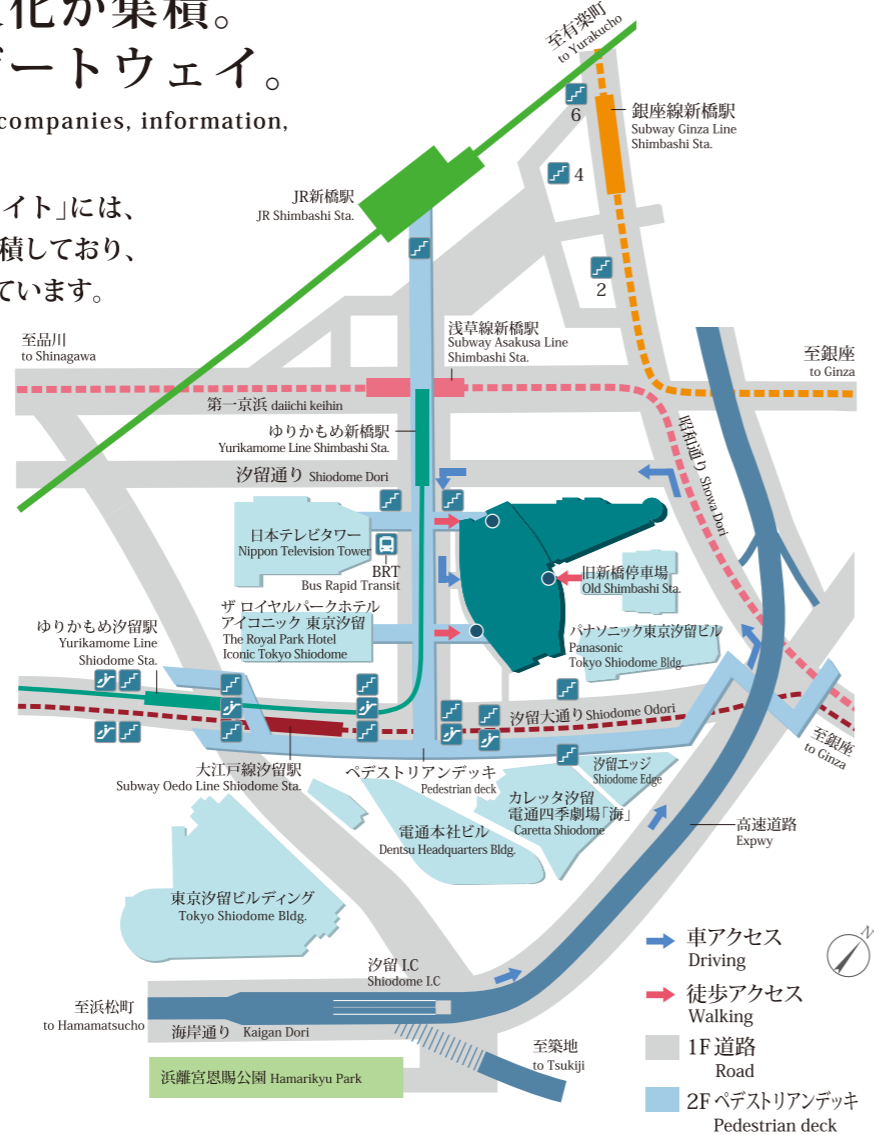 化が集積。
ゲートウェイ。
companies, information,
イト」には、
積しており、
ています。
至有楽町
to Yurakucho
6
銀座線新橋駅
Subway Ginza Line
Shimbashi Sta.
4
JR新橋駅
JR Shimbashi Sta.
2
至品川
to Shinagawa
浅草線新橋駅
Subway Asakusa Line
Shimbashi Sta.
至銀座
to Ginza
第一京浜 daiichi keihin
ゆりかもめ新橋駅
Yurikamome Line Shimbashi Sta.
昭和通り Showa Dori
汐留通り Shiodome Dori
日本テレビタワー
Nippon Television Tower
BRT
Bus Rapid Transit
旧新橋停車場
Old Shimbashi Sta.
ザ ロイヤルパークホテル
アイコニック 東京汐留
The Royal Park Hotel
Iconic Tokyo Shiodome
ゆりかもめ汐留駅
Yurikamome Line
Shiodome Sta.
パナソニック東京汐留ビル
Panasonic
Tokyo Shiodome Bldg.
汐留大通り Shiodome Odori
至銀座
to Ginza
大江戸線汐留駅
Subway Oedo Line Shiodome Sta.
ペデストリアンデッキ
Pedestrian deck
汐留エッジ
Shiodome Edge
カレッタ汐留
電通四季劇場「海」
Caretta Shiodome
電通本社ビル
Dentsu Headquarters Bldg.
高速道路
Expwy
東京汐留ビルディング
Tokyo Shiodome Bldg.
汐留 I.C
Shiodome I.C
至浜松町
to Hamamatsucho
海岸通り Kaigan Dori
至築地
to Tsukiji
浜離宮恩賜公園 Hamarikyu Park
N
車アクセス
Driving
徒歩アクセス
Walking
1F 道路
Road
2F ペデストリアンデッキ
Pedestrian deck